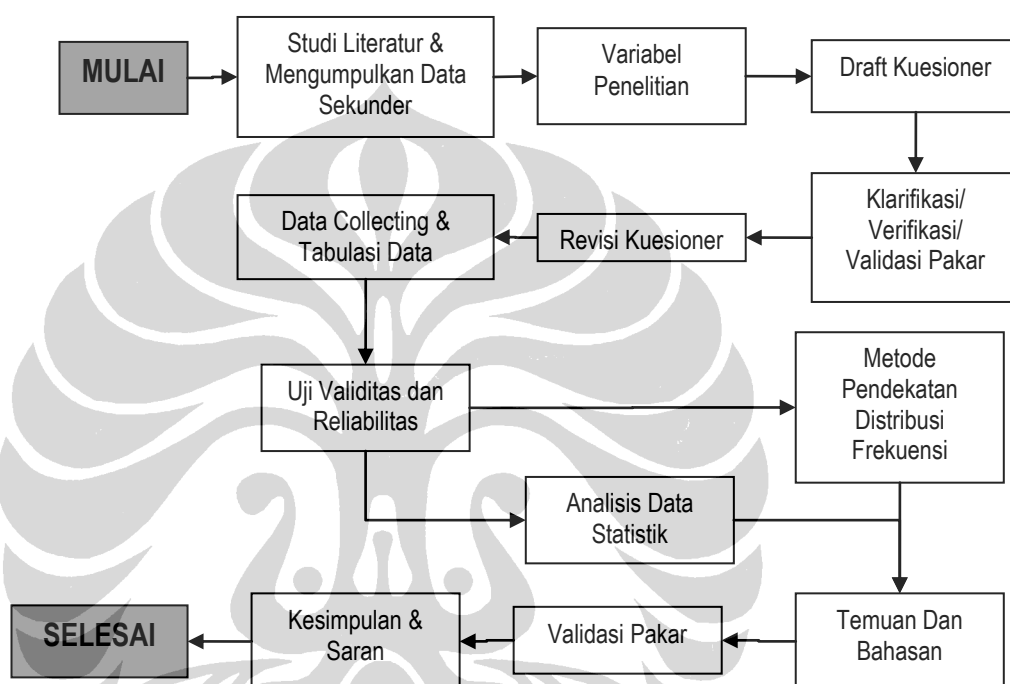 MULAI
Studi Literatur &
Mengumpulkan Data
Sekunder
Variabel
Penelitian
Draft Kuesioner
Klarifikasi/
Verifikasi/
Validasi Pakar
Revisi Kuesioner
Data Collecting &
Tabulasi Data
Uji Validitas dan
Reliabilitas
Metode
Pendekatan
Distribusi
Frekuensi
Analisis Data
Statistik
Temuan Dan
Bahasan
Validasi Pakar
Kesimpulan &
Saran
SELESAI